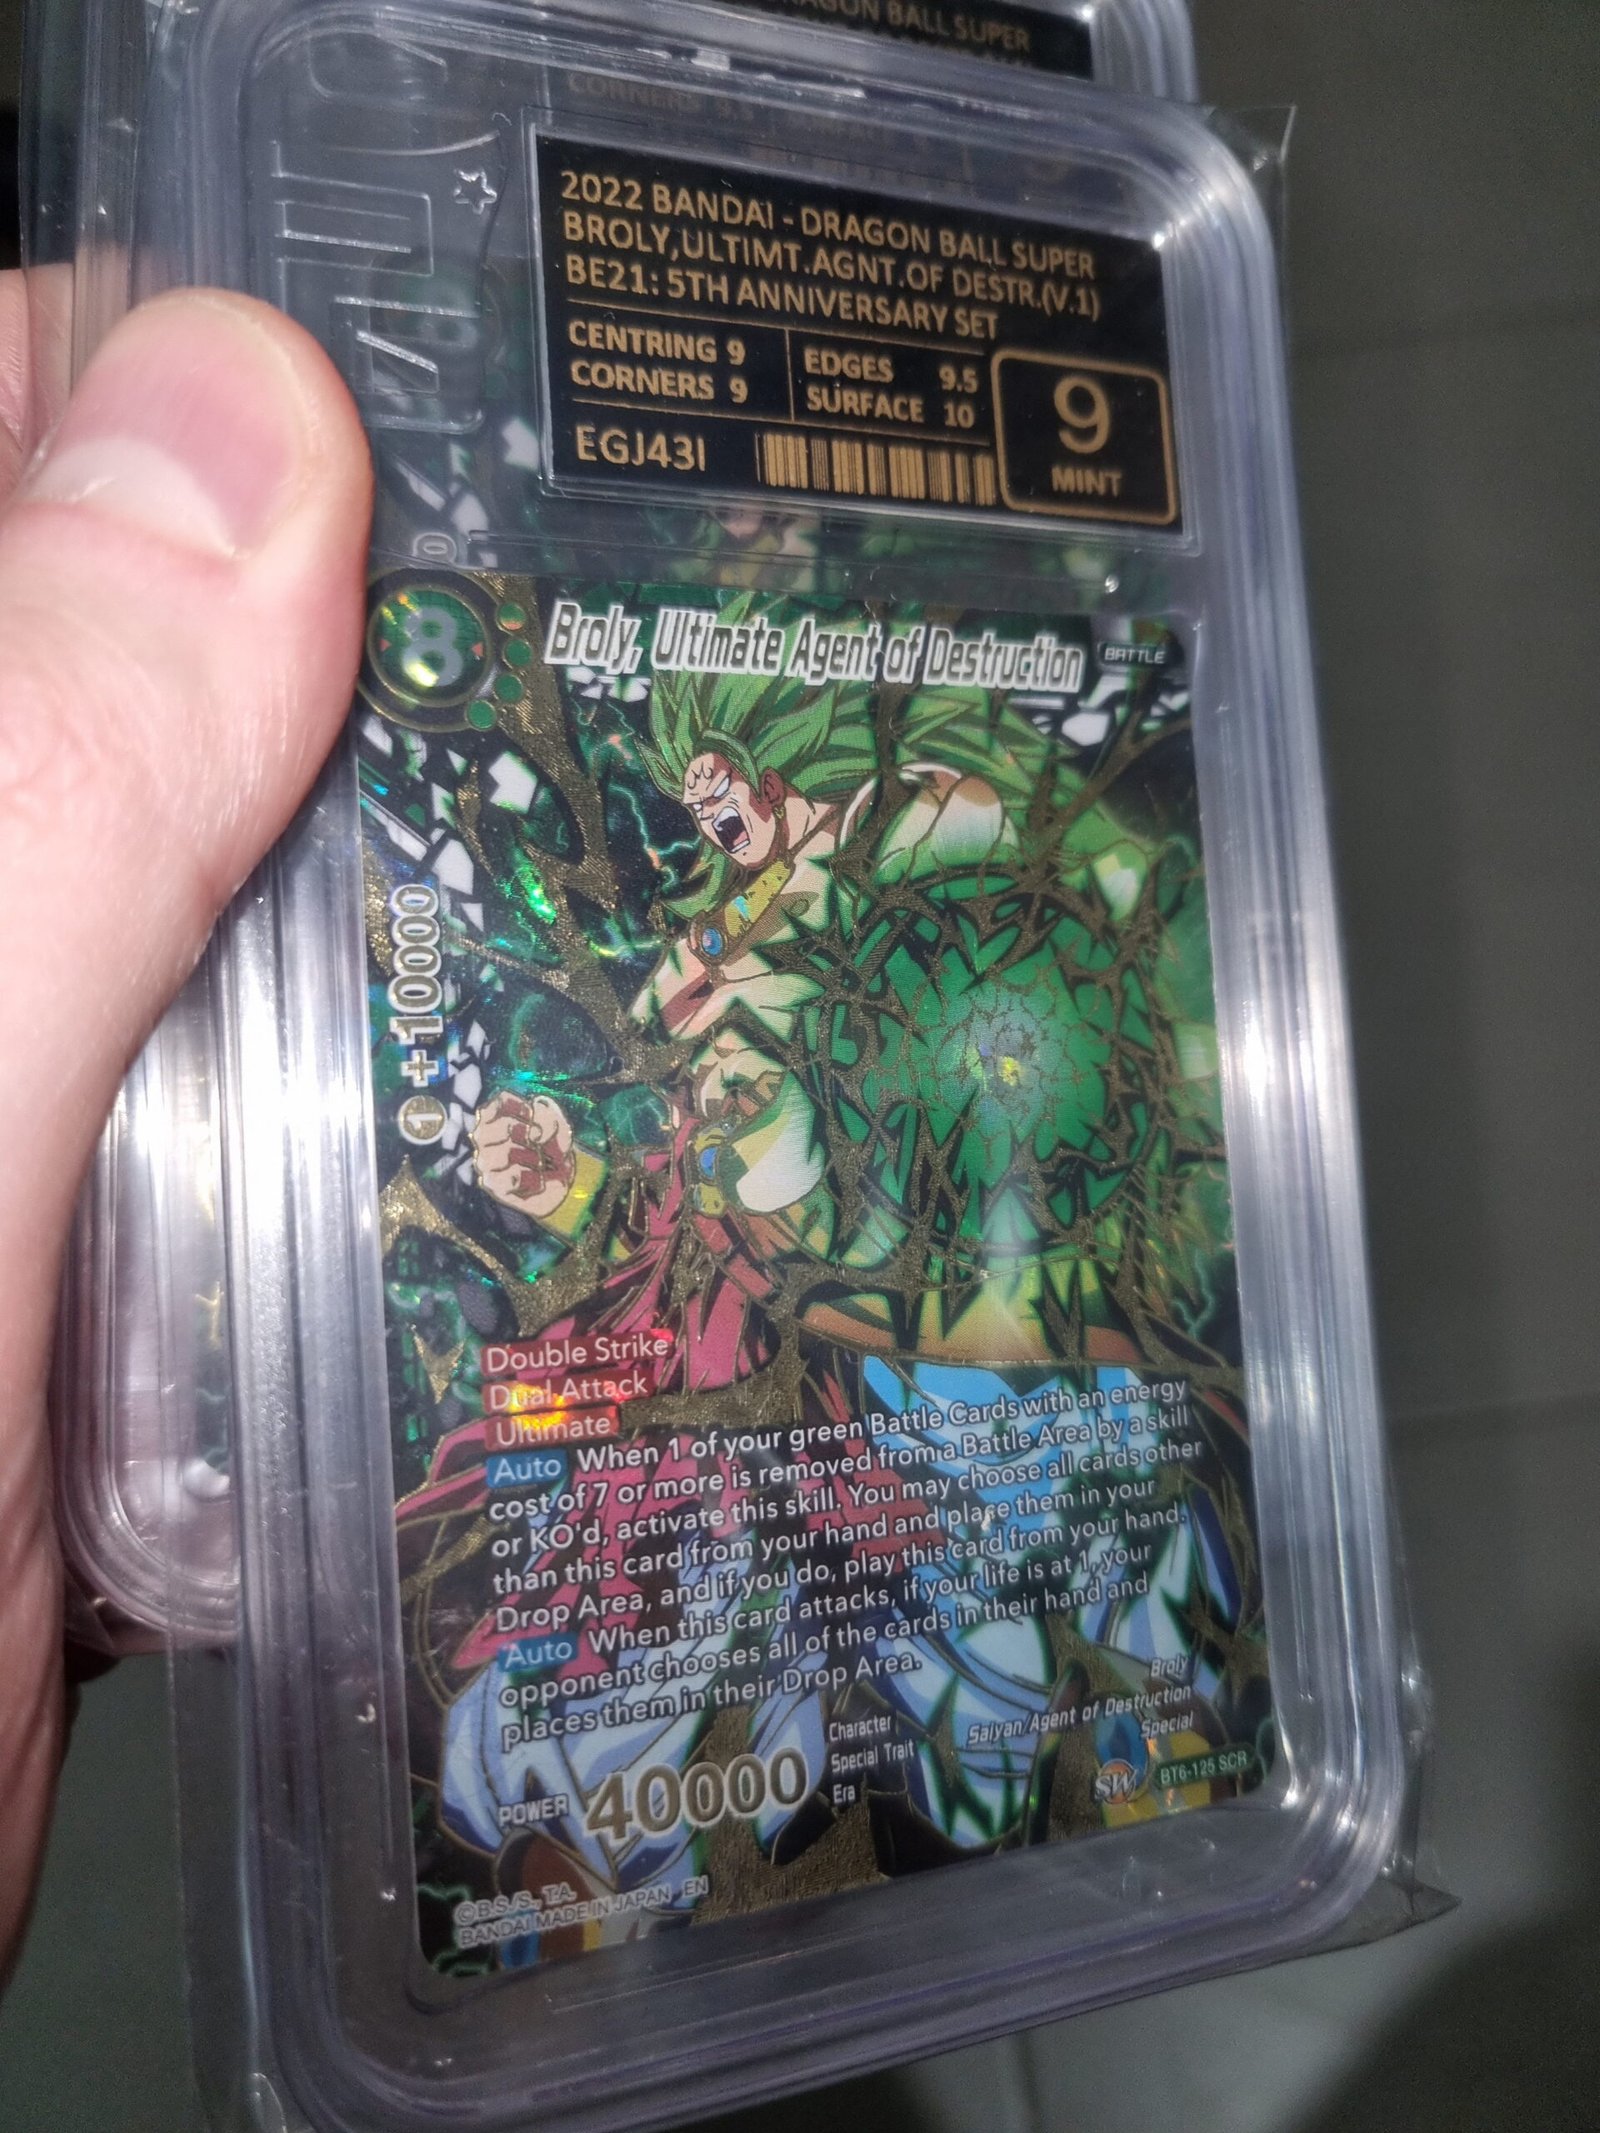 DRAGON BALL SUPER
CORNERS 9.5
2022 BANDAI - DRAGON BALL SUPER
BROLY,ULTIMT.AGNT.OF DESTR.(V.1)
BE21: 5TH ANNIVERSARY SET
CENTRING 9
CORNERS 9
EDGES 9.5
SURFACE 10
9
MINT
EGJ43I
8
Broly, Ultimate Agent of Destruction
BATTLE
1 +10000
Double Strike
Dual Attack
Ultimate
Auto When 1 of your green Battle Cards with an energy
cost of 7 or more is removed from a Battle Area by a skill
or KO'd, activate this skill. You may choose all cards other
than this card from your hand and place them in your
Drop Area, and if you do, play this card from your hand.
Auto When this card attacks, if your life is at 1, your
opponent chooses all of the cards in their hand and
places them in their Drop Area.
POWER 40000
Character Broly
Special Trait Saiyan/Agent of Destruction
Era Special
SW BT6-125 SCR
©B.S./S., T.A.
BANDAI MADE IN JAPAN EN